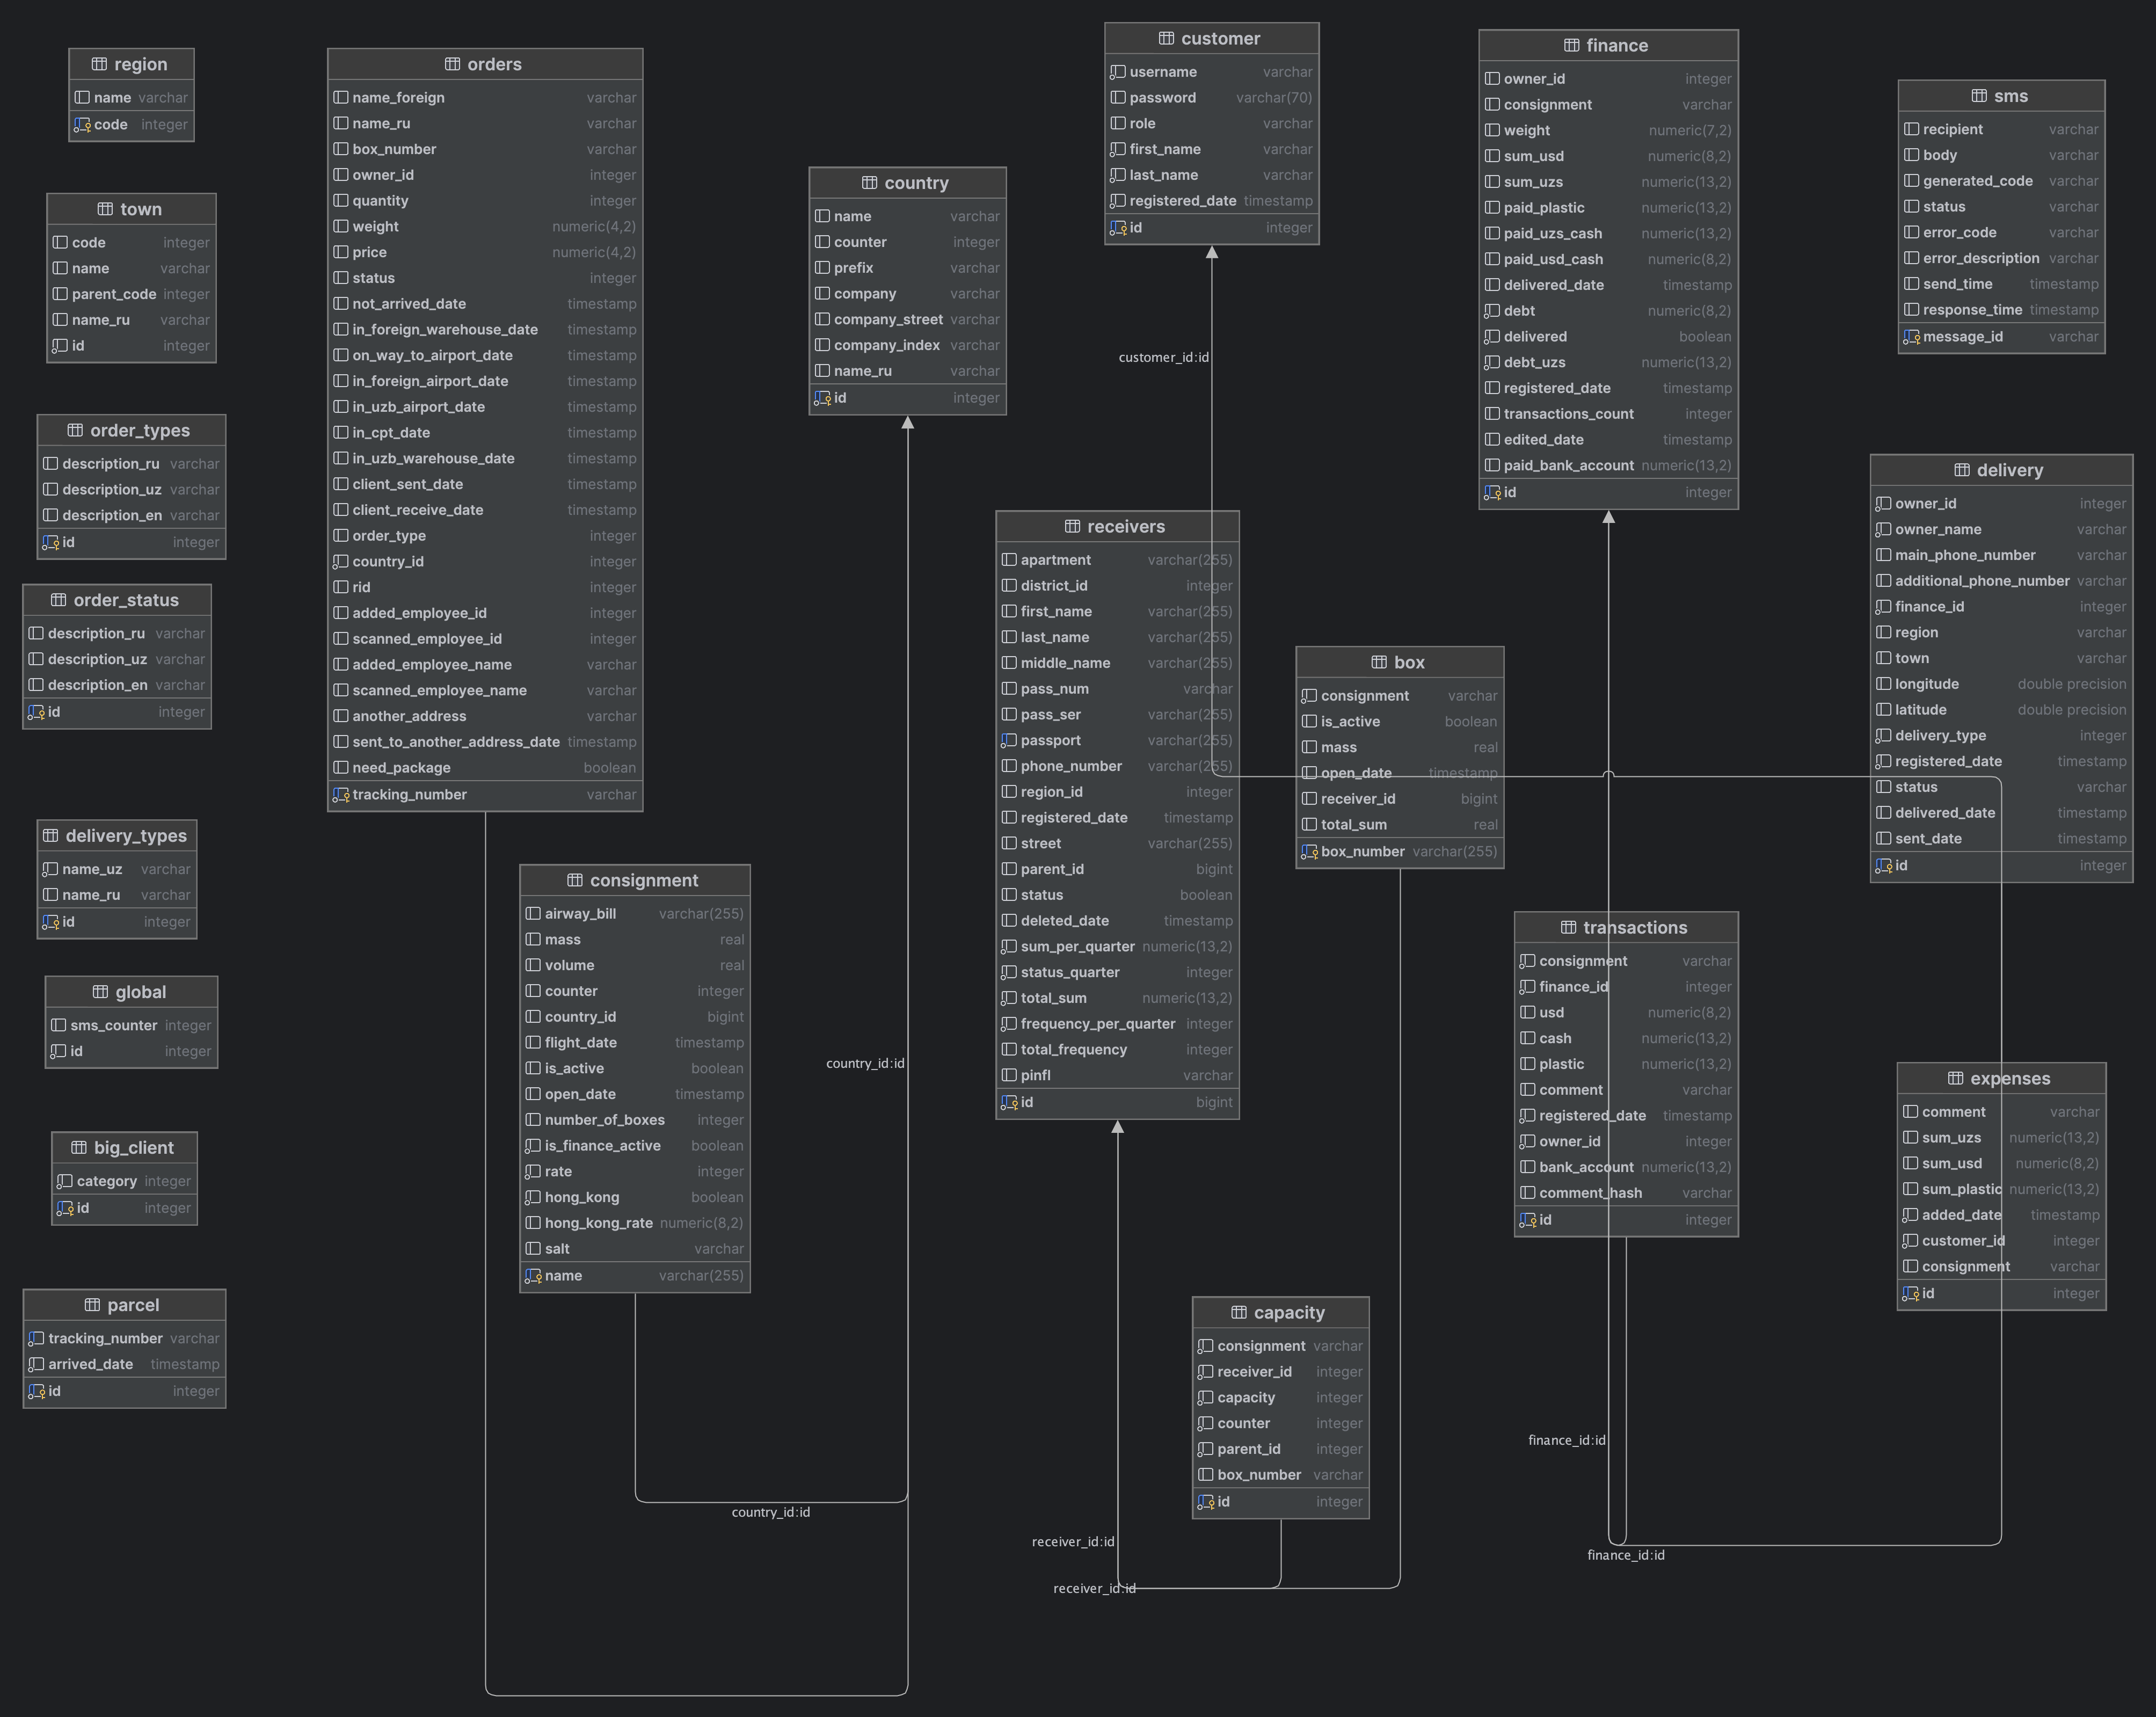 region
name varchar
code integer
town
code integer
name varchar
parent_code integer
name_ru varchar
id integer
order_types
description_ru varchar
description_uz varchar
description_en varchar
id integer
order_status
description_ru varchar
description_uz varchar
description_en varchar
id integer
delivery_types
name_uz varchar
name_ru varchar
id integer
global
sms_counter integer
id integer
big_client
category integer
id integer
parcel
tracking_number varchar
arrived_date timestamp
id integer
orders
name_foreign varchar
name_ru varchar
box_number varchar
owner_id integer
quantity integer
weight numeric(4,2)
price numeric(4,2)
status integer
not_arrived_date timestamp
in_foreign_warehouse_date timestamp
on_way_to_airport_date timestamp
in_foreign_airport_date timestamp
in_uzb_airport_date timestamp
in_cpt_date timestamp
in_uzb_warehouse_date timestamp
client_sent_date timestamp
client_receive_date timestamp
order_type integer
country_id integer
rid integer
added_employee_id integer
scanned_employee_id integer
added_employee_name varchar
scanned_employee_name varchar
another_address varchar
sent_to_another_address_date timestamp
need_package boolean
tracking_number varchar
consignment
airway_bill varchar(255)
mass real
volume real
counter integer
country_id bigint
flight_date timestamp
is_active boolean
open_date timestamp
number_of_boxes integer
is_finance_active boolean
rate integer
hong_kong boolean
hong_kong_rate numeric(8,2)
salt varchar
name varchar(255)
country
name varchar
counter integer
prefix varchar
company varchar
company_street varchar
company_index varchar
name_ru varchar
id integer
country_id:id
country_id:id
customer
username varchar
password varchar(70)
role varchar
first_name varchar
last_name varchar
registered_date timestamp
id integer
customer_id:id
receivers
apartment varchar(255)
district_id integer
first_name varchar(255)
last_name varchar(255)
middle_name varchar(255)
pass_num varchar
pass_ser varchar(255)
passport varchar(255)
phone_number varchar(255)
region_id integer
registered_date timestamp
street varchar(255)
parent_id bigint
status boolean
deleted_date timestamp
sum_per_quarter numeric(13,2)
status_quarter integer
total_sum numeric(13,2)
frequency_per_quarter integer
total_frequency integer
pinfl varchar
id bigint
box
consignment varchar
is_active boolean
mass real
open_date timestamp
receiver_id bigint
total_sum real
box_number varchar(255)
capacity
consignment varchar
receiver_id integer
capacity integer
counter integer
parent_id integer
box_number varchar
id integer
receiver_id:id
receiver_id:id
finance
owner_id integer
consignment varchar
weight numeric(7,2)
sum_usd numeric(8,2)
sum_uzs numeric(13,2)
paid_plastic numeric(13,2)
paid_uzs_cash numeric(13,2)
paid_usd_cash numeric(8,2)
delivered_date timestamp
debt numeric(8,2)
delivered boolean
debt_uzs numeric(13,2)
registered_date timestamp
transactions_count integer
edited_date timestamp
paid_bank_account numeric(13,2)
id integer
transactions
consignment varchar
finance_id integer
usd numeric(8,2)
cash numeric(13,2)
plastic numeric(13,2)
comment varchar
registered_date timestamp
owner_id integer
bank_account numeric(13,2)
comment_hash varchar
id integer
finance_id:id
finance_id:id
sms
recipient varchar
body varchar
generated_code varchar
status varchar
error_code varchar
error_description varchar
send_time timestamp
response_time timestamp
message_id varchar
delivery
owner_id integer
owner_name varchar
main_phone_number varchar
additional_phone_number varchar
finance_id integer
region varchar
town varchar
longitude double precision
latitude double precision
delivery_type integer
registered_date timestamp
status varchar
delivered_date timestamp
sent_date timestamp
id integer
expenses
comment varchar
sum_uzs numeric(13,2)
sum_usd numeric(8,2)
sum_plastic numeric(13,2)
added_date timestamp
customer_id integer
consignment varchar
id integer